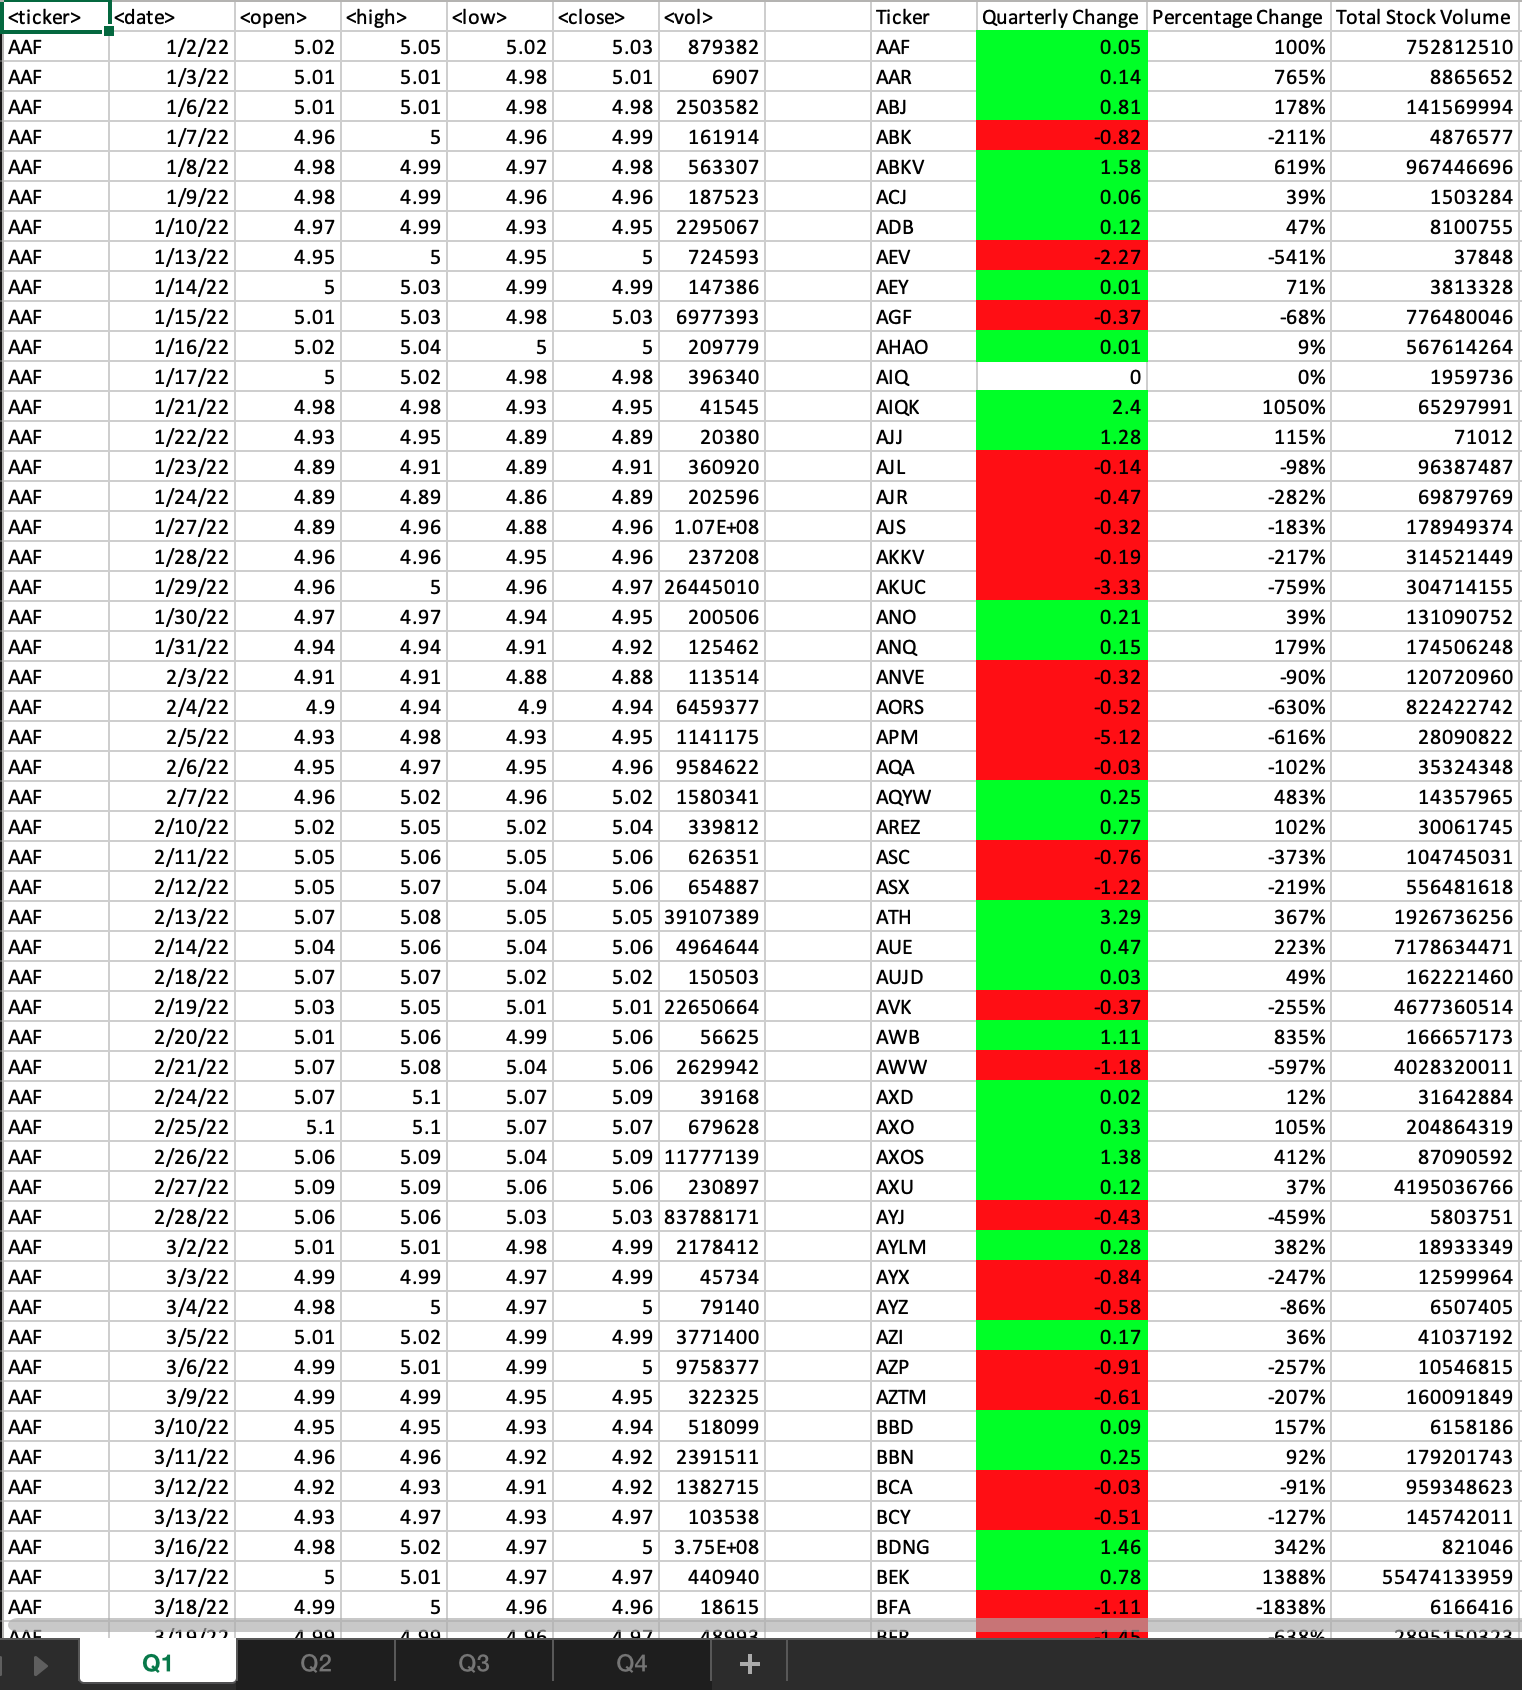 <ticker> <date> <open> <high> <low> <close> <vol> Ticker Quarterly Change Percentage Change Total Stock Volume
AAF 1/2/22 5.02 5.05 5.02 5.03 879382 AAF 0.05 100% 752812510
AAF 1/3/22 5.01 5.01 4.98 5.01 6907 AAR 0.14 765% 8865652
AAF 1/6/22 5.01 5.01 4.98 4.98 2503582 ABJ 0.81 178% 141569994
AAF 1/7/22 4.96 5 4.96 4.99 161914 ABK -0.82 -211% 4876577
AAF 1/8/22 4.98 4.99 4.97 4.98 563307 ABKV 1.58 619% 967446696
AAF 1/9/22 4.98 4.99 4.96 4.96 187523 ACJ 0.06 39% 1503284
AAF 1/10/22 4.97 4.99 4.93 4.95 2295067 ADB 0.12 47% 8100755
AAF 1/13/22 4.95 5 4.95 5 724593 AEV -2.27 -541% 37848
AAF 1/14/22 5 5.03 4.99 4.99 147386 AEY 0.01 71% 3813328
AAF 1/15/22 5.01 5.03 4.98 5.03 6977393 AGF -0.37 -68% 776480046
AAF 1/16/22 5.02 5.04 5 5 209779 AHAO 0.01 9% 567614264
AAF 1/17/22 5 5.02 4.98 4.98 396340 AIQ 0 0% 1959736
AAF 1/21/22 4.98 4.98 4.93 4.95 41545 AIQK 2.4 1050% 65297991
AAF 1/22/22 4.93 4.95 4.89 4.89 20380 AJJ 1.28 115% 71012
AAF 1/23/22 4.89 4.91 4.89 4.91 360920 AJL -0.14 -98% 96387487
AAF 1/24/22 4.89 4.89 4.86 4.89 202596 AJR -0.47 -282% 69879769
AAF 1/27/22 4.89 4.96 4.88 4.96 1.07E+08 AJS -0.32 -183% 178949374
AAF 1/28/22 4.96 4.96 4.95 4.96 237208 AKKV -0.19 -217% 314521449
AAF 1/29/22 4.96 5 4.96 4.97 26445010 AKUC -3.33 -759% 304714155
AAF 1/30/22 4.97 4.97 4.94 4.95 200506 ANO 0.21 39% 131090752
AAF 1/31/22 4.94 4.94 4.91 4.92 125462 ANQ 0.15 179% 174506248
AAF 2/3/22 4.91 4.91 4.88 4.88 113514 ANVE -0.32 -90% 120720960
AAF 2/4/22 4.9 4.94 4.9 4.94 6459377 AORS -0.52 -630% 822422742
AAF 2/5/22 4.93 4.98 4.93 4.95 1141175 APM -5.12 -616% 28090822
AAF 2/6/22 4.95 4.97 4.95 4.96 9584622 AQA -0.03 -102% 35324348
AAF 2/7/22 4.96 5.02 4.96 5.02 1580341 AQYW 0.25 483% 14357965
AAF 2/10/22 5.02 5.05 5.02 5.04 339812 AREZ 0.77 102% 30061745
AAF 2/11/22 5.05 5.06 5.05 5.06 626351 ASC -0.76 -373% 104745031
AAF 2/12/22 5.05 5.07 5.04 5.06 654887 ASX -1.22 -219% 556481618
AAF 2/13/22 5.07 5.08 5.05 5.05 39107389 ATH 3.29 367% 1926736256
AAF 2/14/22 5.04 5.06 5.04 5.06 4964644 AUE 0.47 223% 7178634471
AAF 2/18/22 5.07 5.07 5.02 5.02 150503 AUJD 0.03 49% 162221460
AAF 2/19/22 5.03 5.05 5.01 5.01 22650664 AVK -0.37 -255% 4677360514
AAF 2/20/22 5.01 5.06 4.99 5.06 56625 AWB 1.11 835% 166657173
AAF 2/21/22 5.07 5.08 5.04 5.06 2629942 AWW -1.18 -597% 4028320011
AAF 2/24/22 5.07 5.1 5.07 5.09 39168 AXD 0.02 12% 31642884
AAF 2/25/22 5.1 5.1 5.07 5.07 679628 AXO 0.33 105% 204864319
AAF 2/26/22 5.06 5.09 5.04 5.09 11777139 AXOS 1.38 412% 87090592
AAF 2/27/22 5.09 5.09 5.06 5.06 230897 AXU 0.12 37% 4195036766
AAF 2/28/22 5.06 5.06 5.03 5.03 83788171 AYJ -0.43 -459% 5803751
AAF 3/2/22 5.01 5.01 4.98 4.99 2178412 AYLM 0.28 382% 18933349
AAF 3/3/22 4.99 4.99 4.97 4.99 45734 AYX -0.84 -247% 12599964
AAF 3/4/22 4.98 5 4.97 5 79140 AYZ -0.58 -86% 6507405
AAF 3/5/22 5.01 5.02 4.99 4.99 3771400 AZI 0.17 36% 41037192
AAF 3/6/22 4.99 5.01 4.99 5 9758377 AZP -0.91 -257% 10546815
AAF 3/9/22 4.99 4.99 4.95 4.95 322325 AZTM -0.61 -207% 160091849
AAF 3/10/22 4.95 4.95 4.93 4.94 518099 BBD 0.09 157% 6158186
AAF 3/11/22 4.96 4.96 4.92 4.92 2391511 BBN 0.25 92% 179201743
AAF 3/12/22 4.92 4.93 4.91 4.92 1382715 BCA -0.03 -91% 959348623
AAF 3/13/22 4.93 4.97 4.93 4.97 103538 BCY -0.51 -127% 145742011
AAF 3/16/22 4.98 5.02 4.97 5 3.75E+08 BDNG 1.46 342% 821046
AAF 3/17/22 5 5.01 4.97 4.97 440940 BEK 0.78 1388% 55474133959
AAF 3/18/22 4.99 5 4.96 4.96 18615 BFA -1.11 -1838% 6166416
AAF 3/19/22 4.99 4.99 4.96 4.97
Q1 Q2 Q3 Q4